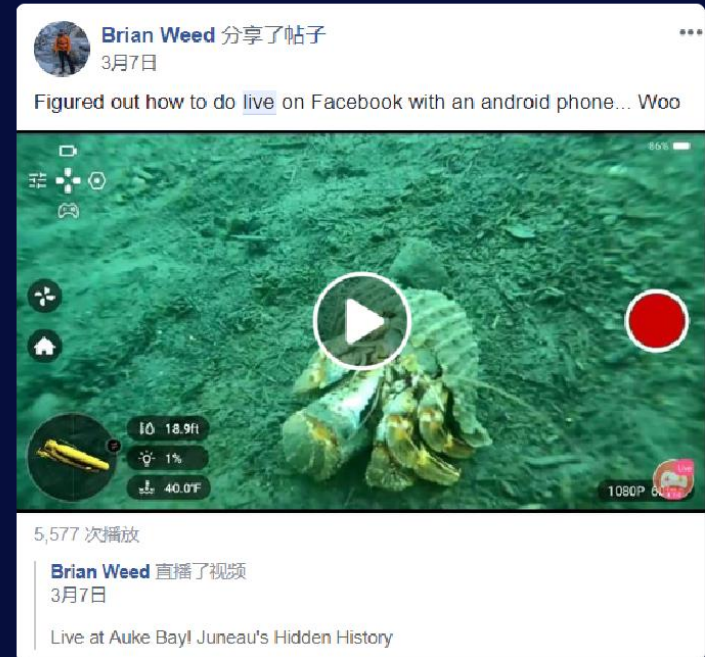 Brian Weed 分享了帖子
3月7日
Figured out how to do live on Facebook with an android phone... Woo
86%
18.9ft
1%
40.0°F
1080P
Live
5,577 次播放
Brian Weed 直播了视频
3月7日
Live at Auke Bay! Juneau's Hidden History